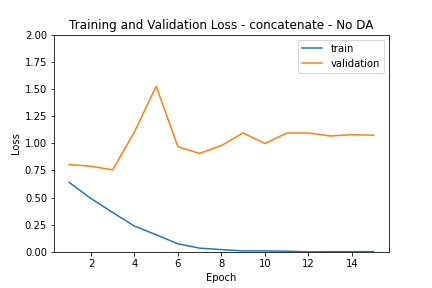 Training and Validation Loss - concatenate - No DA
train
validation
2.00
1.75
1.50
1.25
1.00
0.75
0.50
0.25
0.00
Loss
2 4 6 8 10 12 14
Epoch